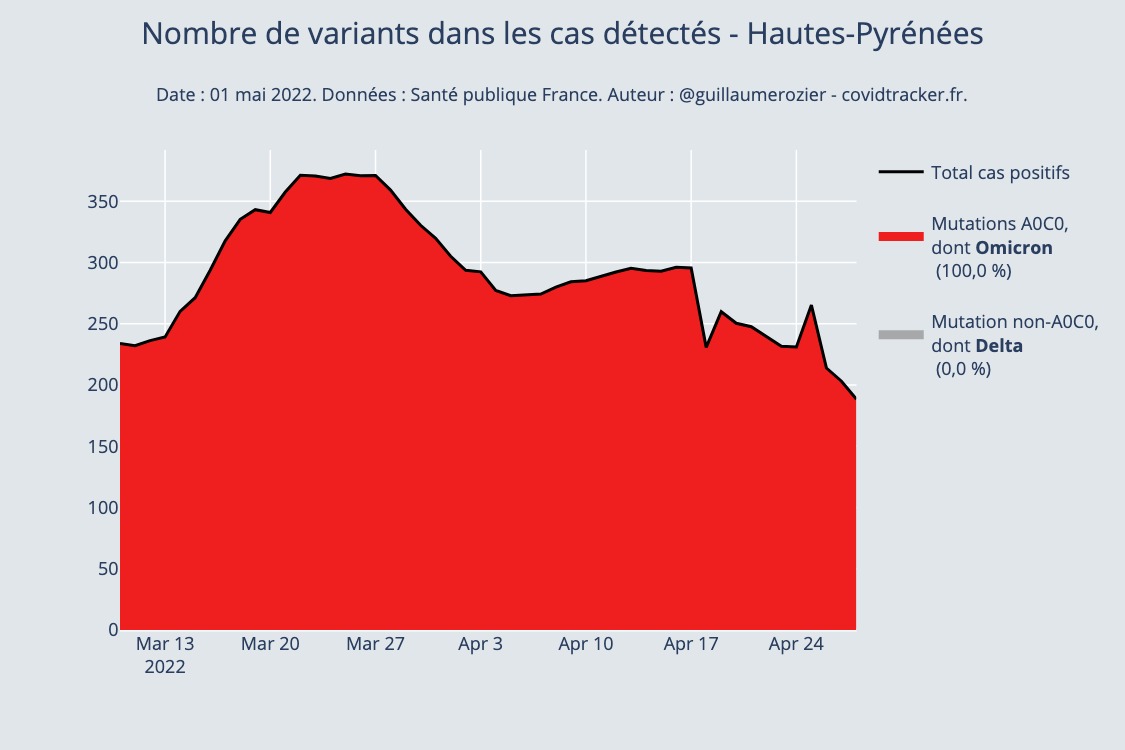 Nombre de variants dans les cas détectés - Hautes-Pyrénées
Date : 01 mai 2022. Données : Santé publique France. Auteur : @guillaumerozier - covidtracker.fr.
Total cas positifs
Mutations A0C0,
dont Omicron
(100,0 %)
Mutation non-A0C0,
dont Delta
(0,0 %)
350
300
250
200
150
100
50
0
Mar 13 Mar 20 Mar 27 Apr 3 Apr 10 Apr 17 Apr 24
2022